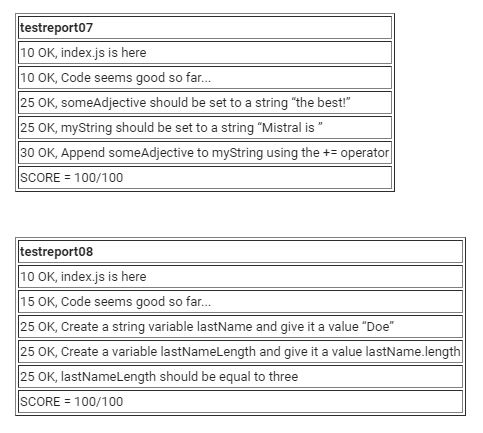 testreport07
10 OK, index.js is here
10 OK, Code seems good so far...
25 OK, someAdjective should be set to a string “the best!”
25 OK, myString should be set to a string “Mistral is ”
30 OK, Append someAdjective to myString using the += operator
SCORE = 100/100
testreport08
10 OK, index.js is here
15 OK, Code seems good so far...
25 OK, Create a string variable lastName and give it a value “Doe”
25 OK, Create a variable lastNameLength and give it a value lastName.length
25 OK, lastNameLength should be equal to three
SCORE = 100/100